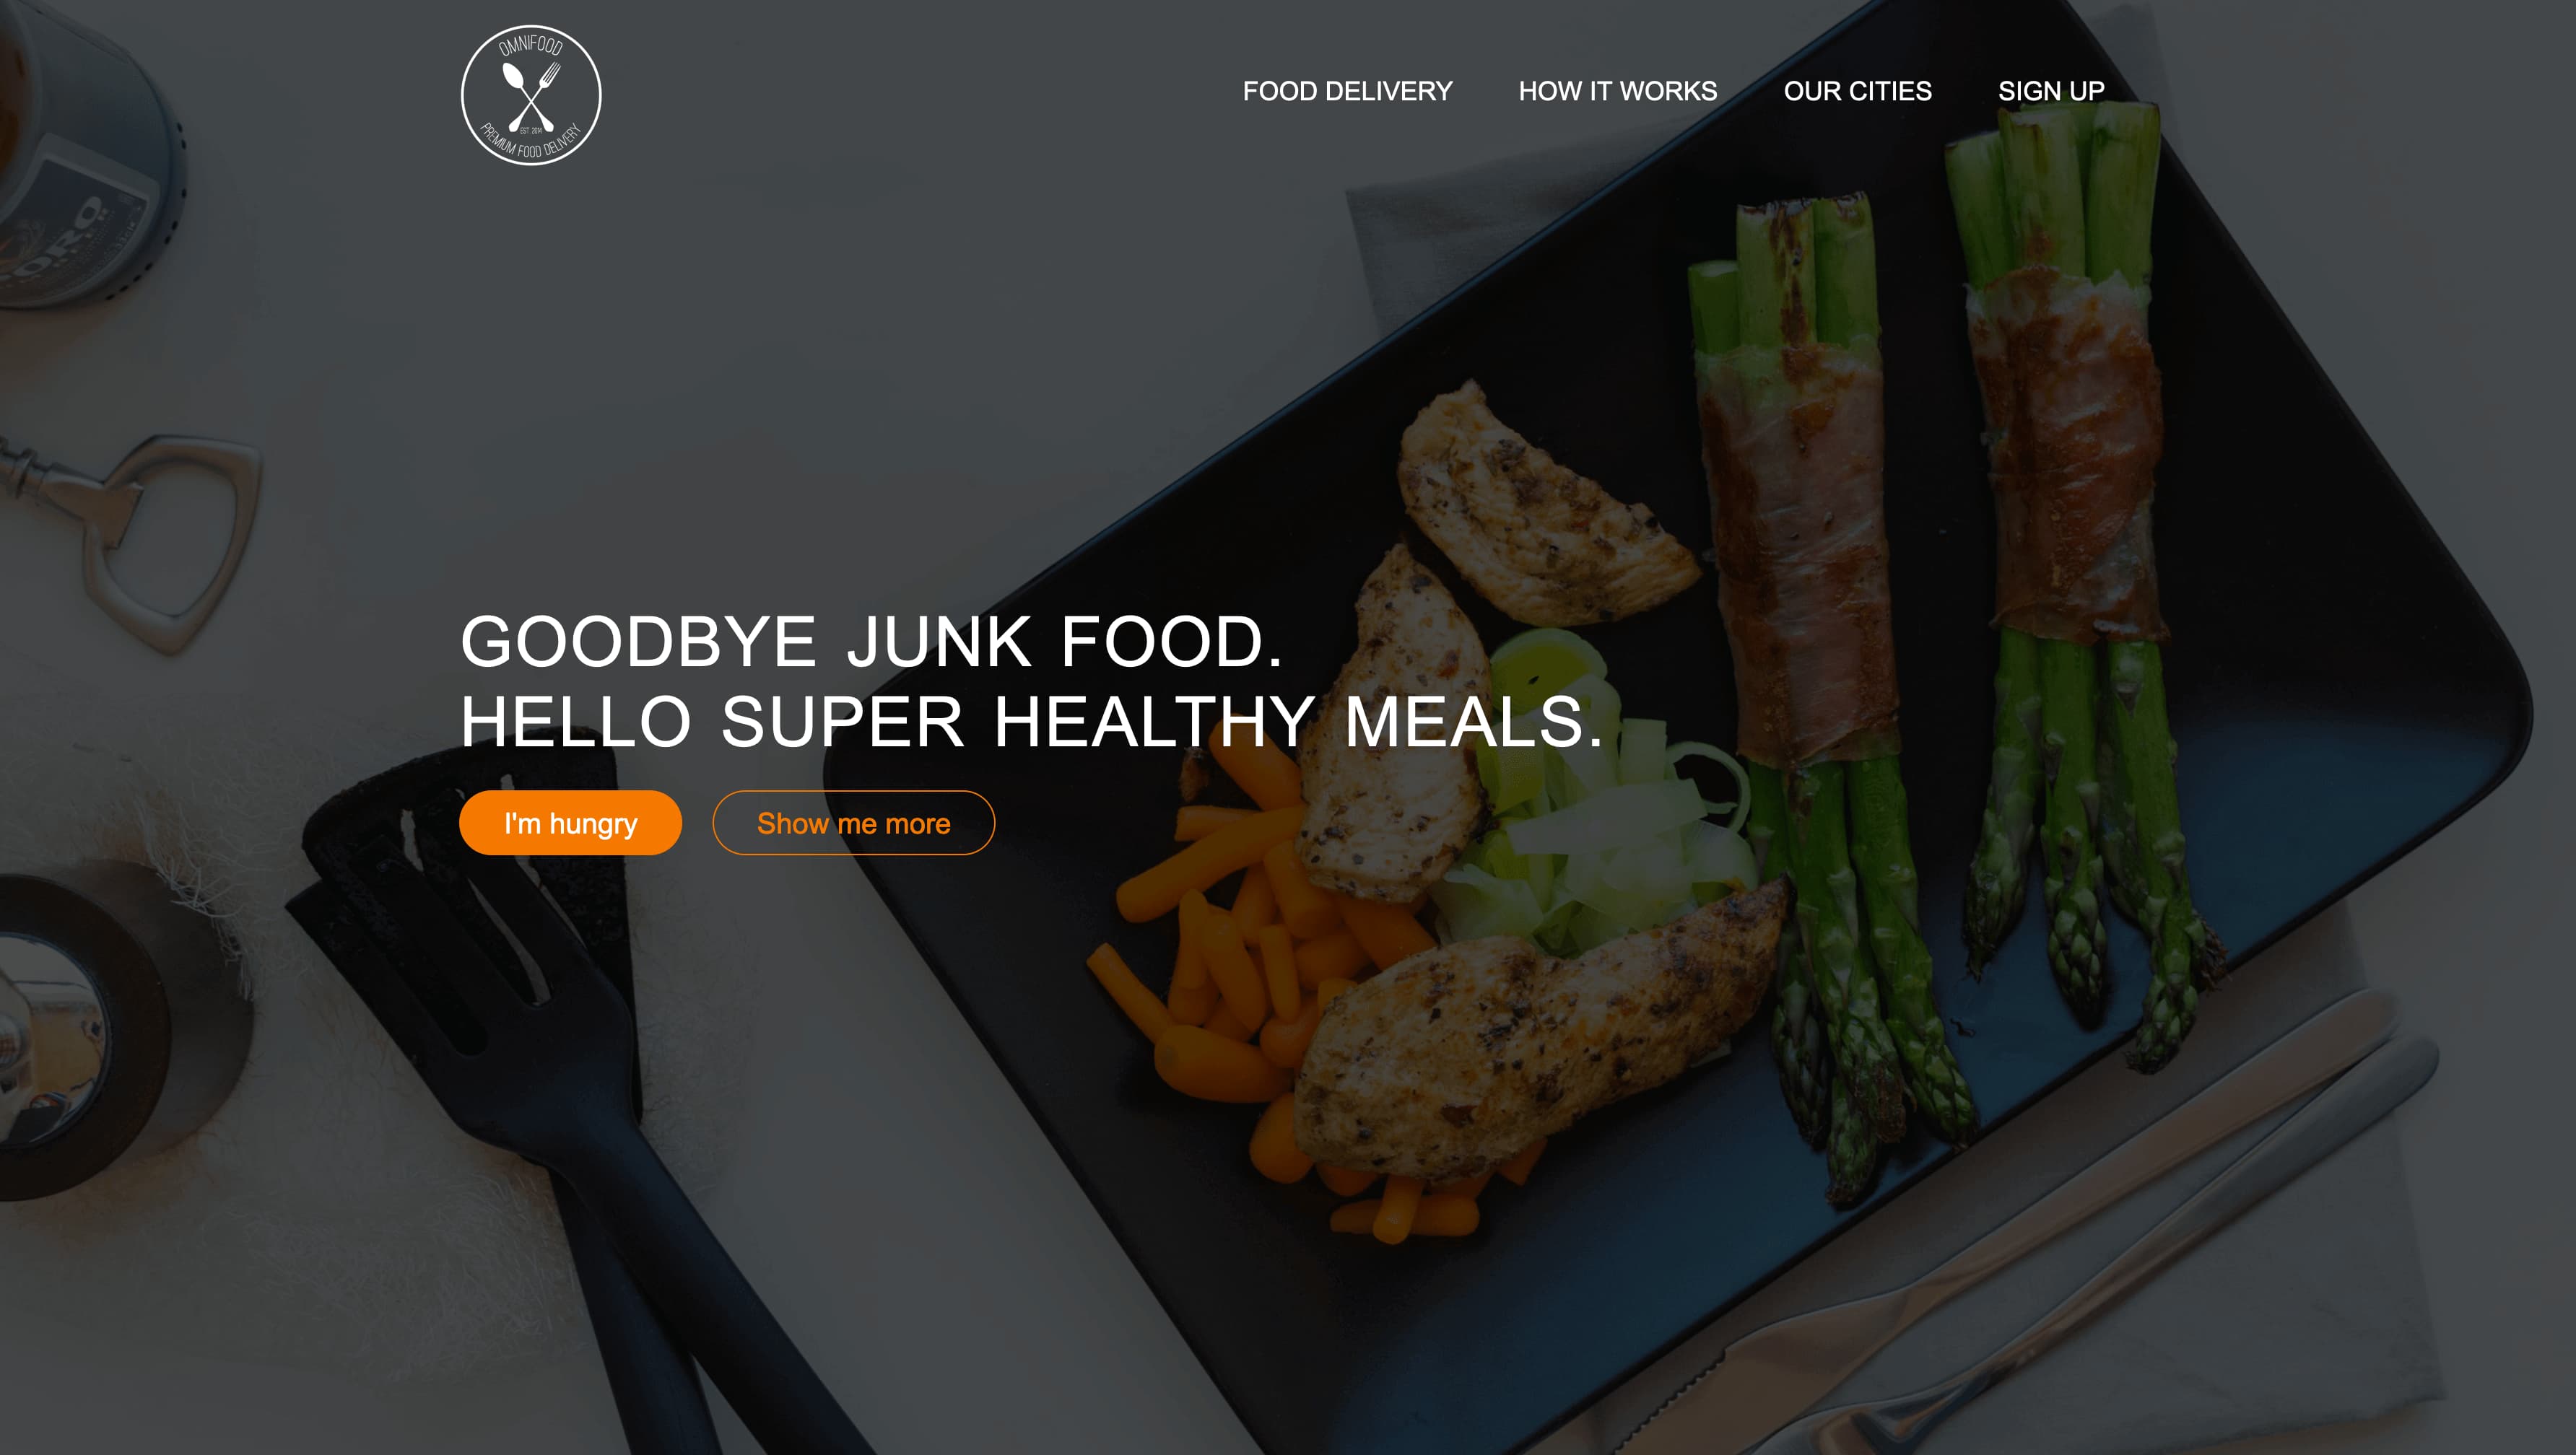 OMNIFOOD
EST. 2014
PREMIUM FOOD DELIVERY
FOOD DELIVERY
HOW IT WORKS
OUR CITIES
SIGN UP
GOODBYE JUNK FOOD.
HELLO SUPER HEALTHY MEALS.
I'm hungry
Show me more